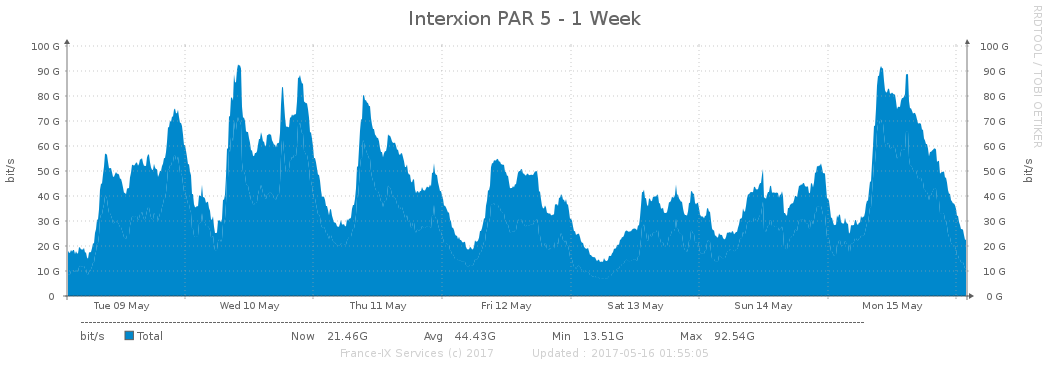 Interxion PAR 5 - 1 Week
RRDTOOL / TOBI OETIKER
100 G 100 G
90 G 90 G
80 G 80 G
70 G 70 G
60 G 60 G
50 G 50 G
40 G 40 G
30 G 30 G
20 G 20 G
10 G 10 G
0 0 G
bit/s
bit/s
Tue 09 May Wed 10 May Thu 11 May Fri 12 May Sat 13 May Sun 14 May Mon 15 May
bit/s Total Now 21.46G Avg 44.43G Min 13.51G Max 92.54G
France-IX Services (c) 2017 Updated : 2017-05-16 01:55:05